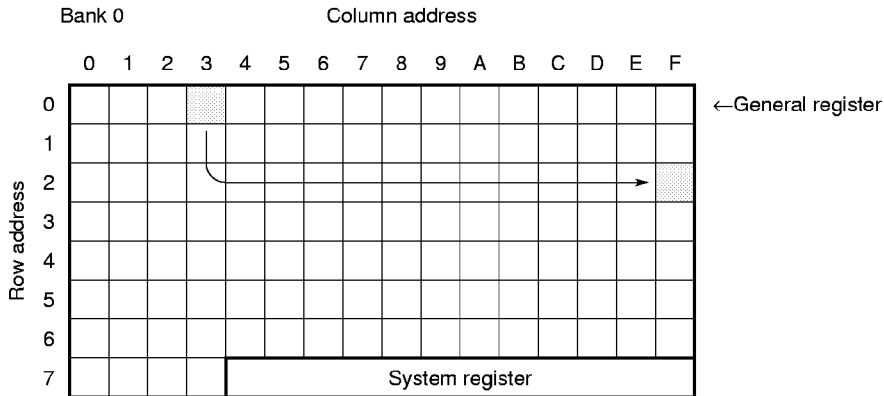 Bank 0 Column address
0 1 2 3 4 5 6 7 8 9 A B C D E F
0 ←General register
1
2
3
4
5
6
7 System register
Row address